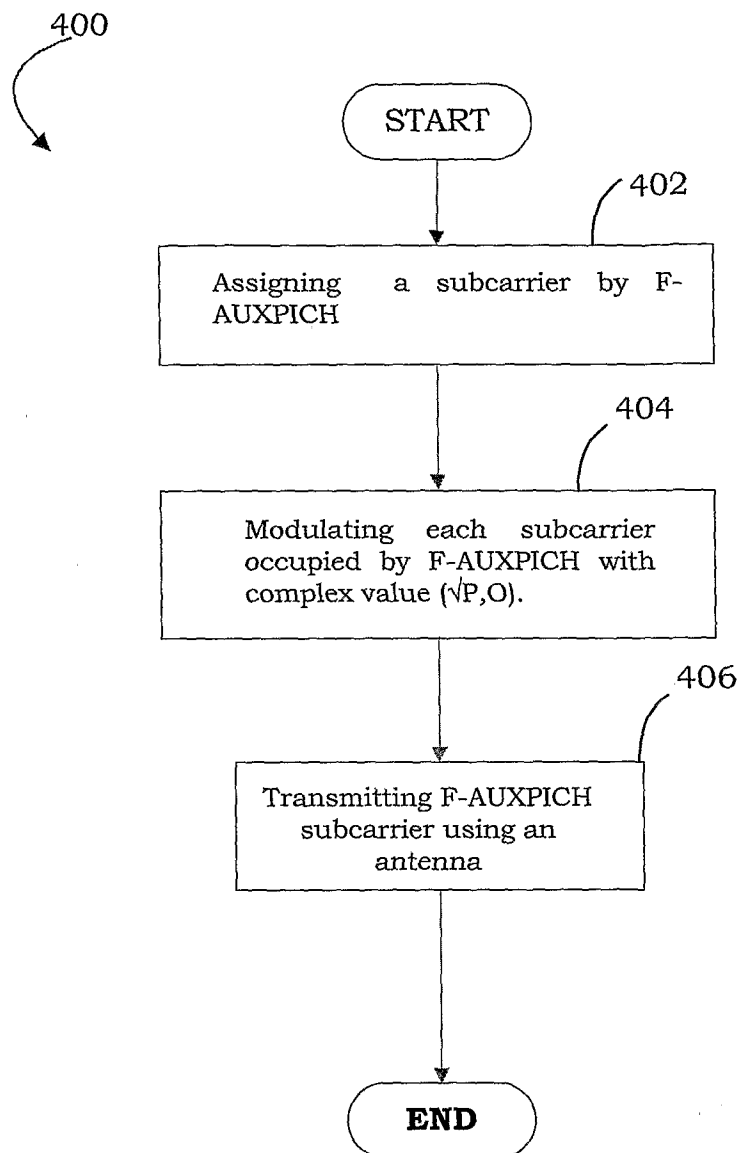 400
START
402
Assigning a subcarrier by F-
AUXPICH
404
Modulating each subcarrier
occupied by F-AUXPICH with
complex value (√P,O).
406
Transmitting F-AUXPICH
subcarrier using an
antenna
END